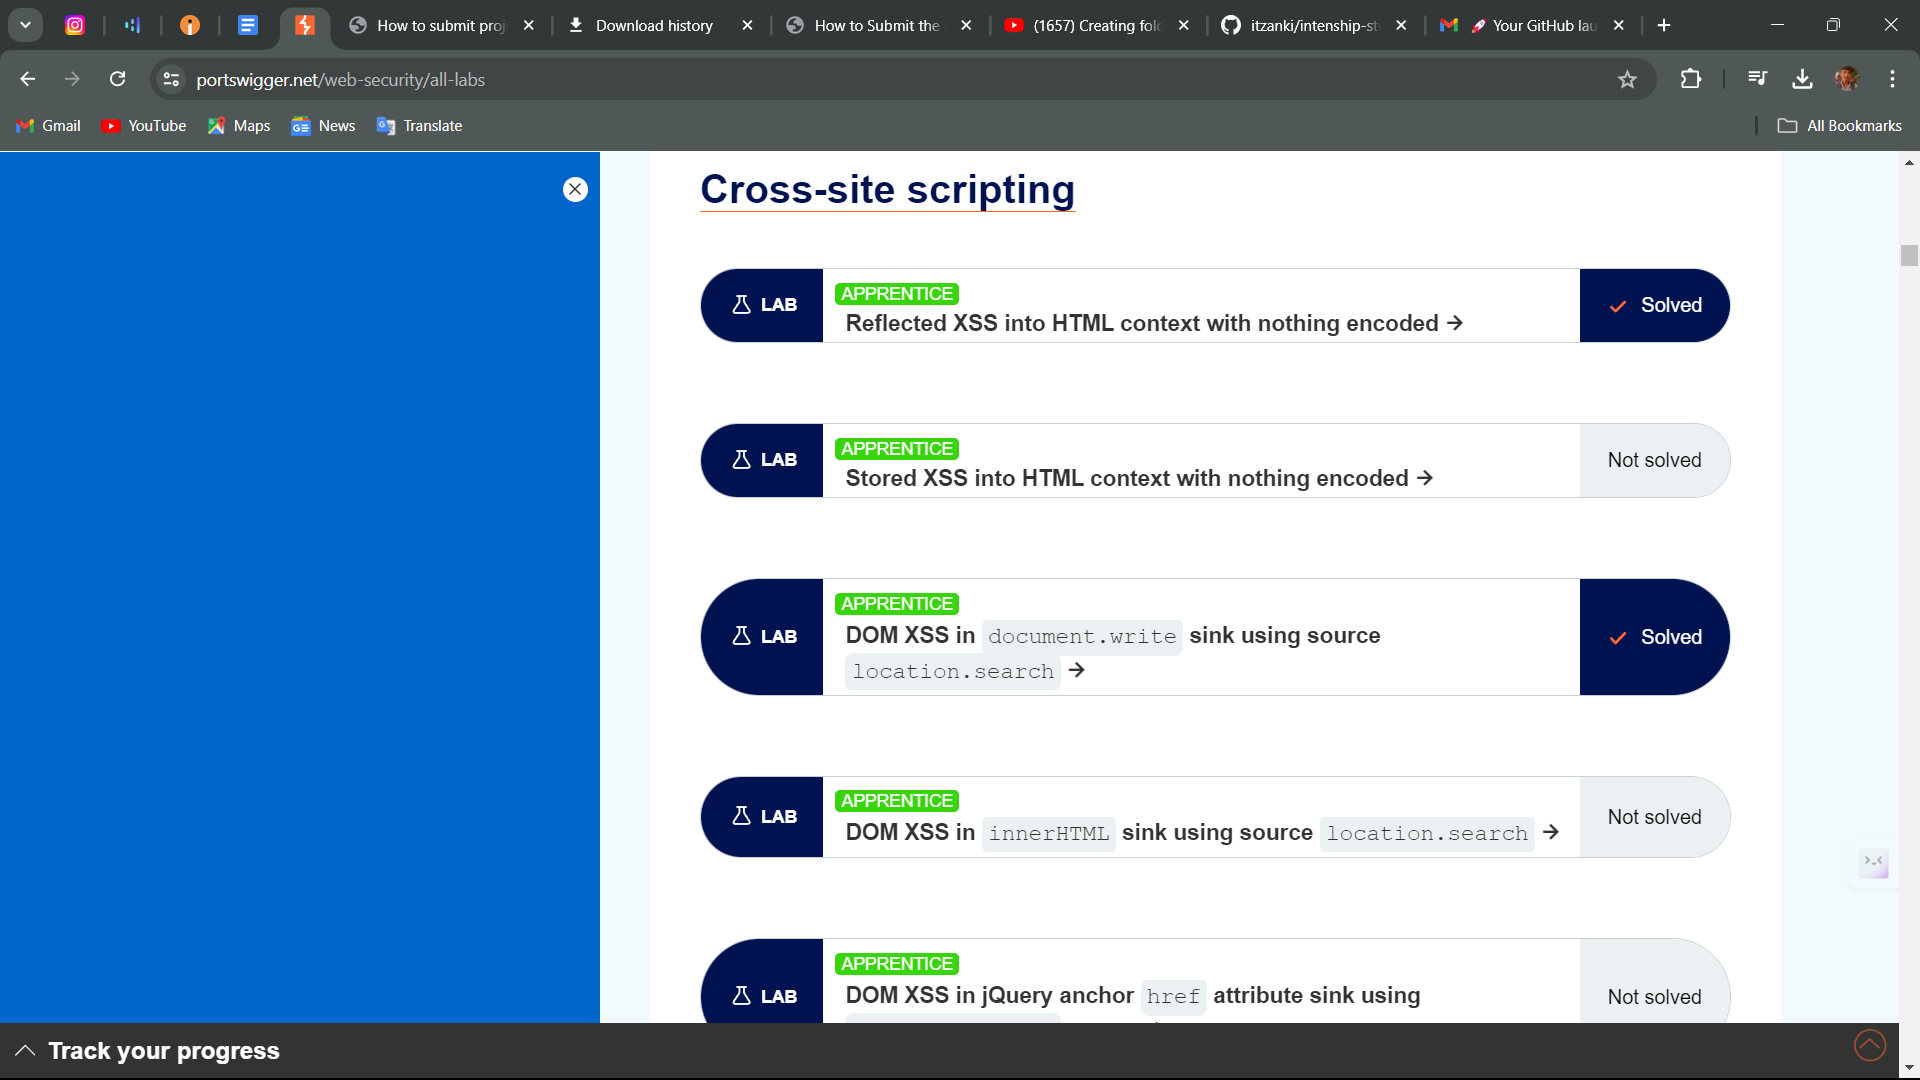 How to submit proj
Download history
How to Submit the
(1657) Creating fold
itzanki/intenship-st
🚀 Your GitHub lau
portswigger.net/web-security/all-labs
Gmail
YouTube
Maps
News
Translate
All Bookmarks
Cross-site scripting
LAB
APPRENTICE
Reflected XSS into HTML context with nothing encoded →
Solved
LAB
APPRENTICE
Stored XSS into HTML context with nothing encoded →
Not solved
LAB
APPRENTICE
DOM XSS in document.write sink using source
location.search →
Solved
LAB
APPRENTICE
DOM XSS in innerHTML sink using source location.search →
Not solved
LAB
APPRENTICE
DOM XSS in jQuery anchor href attribute sink using
Not solved
Track your progress